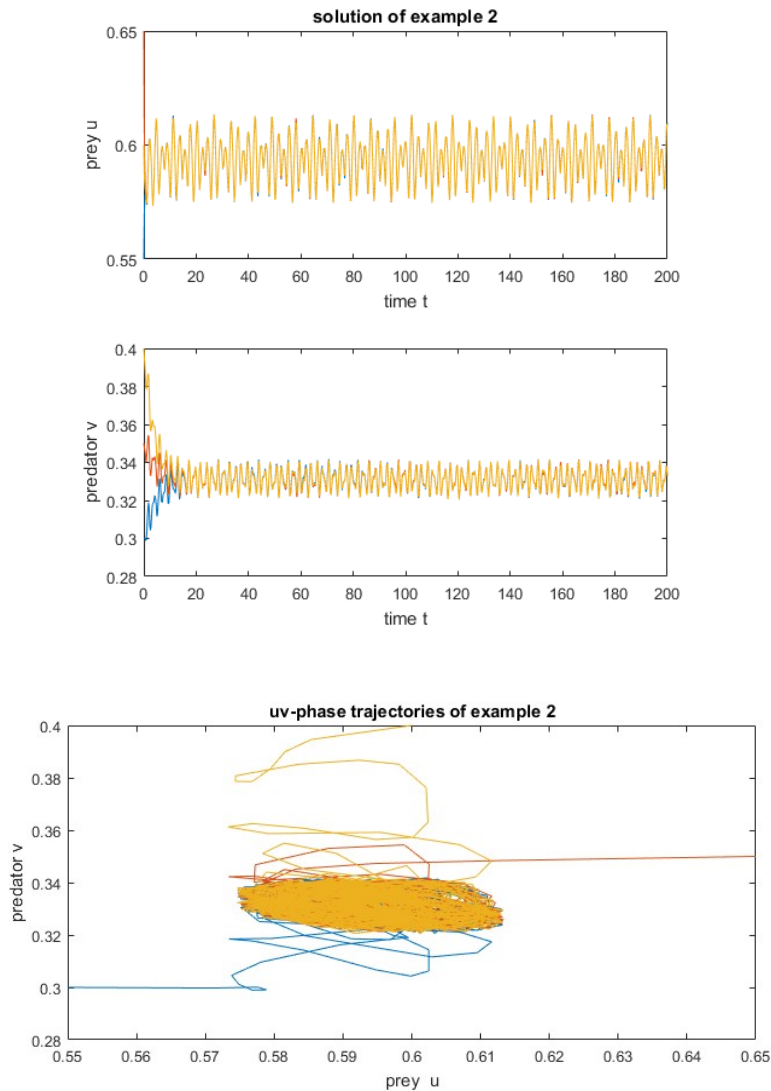 solution of example 2
0.65
0.6
0.55
prey u
0 20 40 60 80 100 120 140 160 180 200
time t
0.4
0.38
0.36
0.34
0.32
0.3
0.28
predator v
0 20 40 60 80 100 120 140 160 180 200
time t
uv-phase trajectories of example 2
0.4
0.38
0.36
0.34
0.32
0.3
0.28
predator v
0.55 0.56 0.57 0.58 0.59 0.6 0.61 0.62 0.63 0.64 0.65
prey u